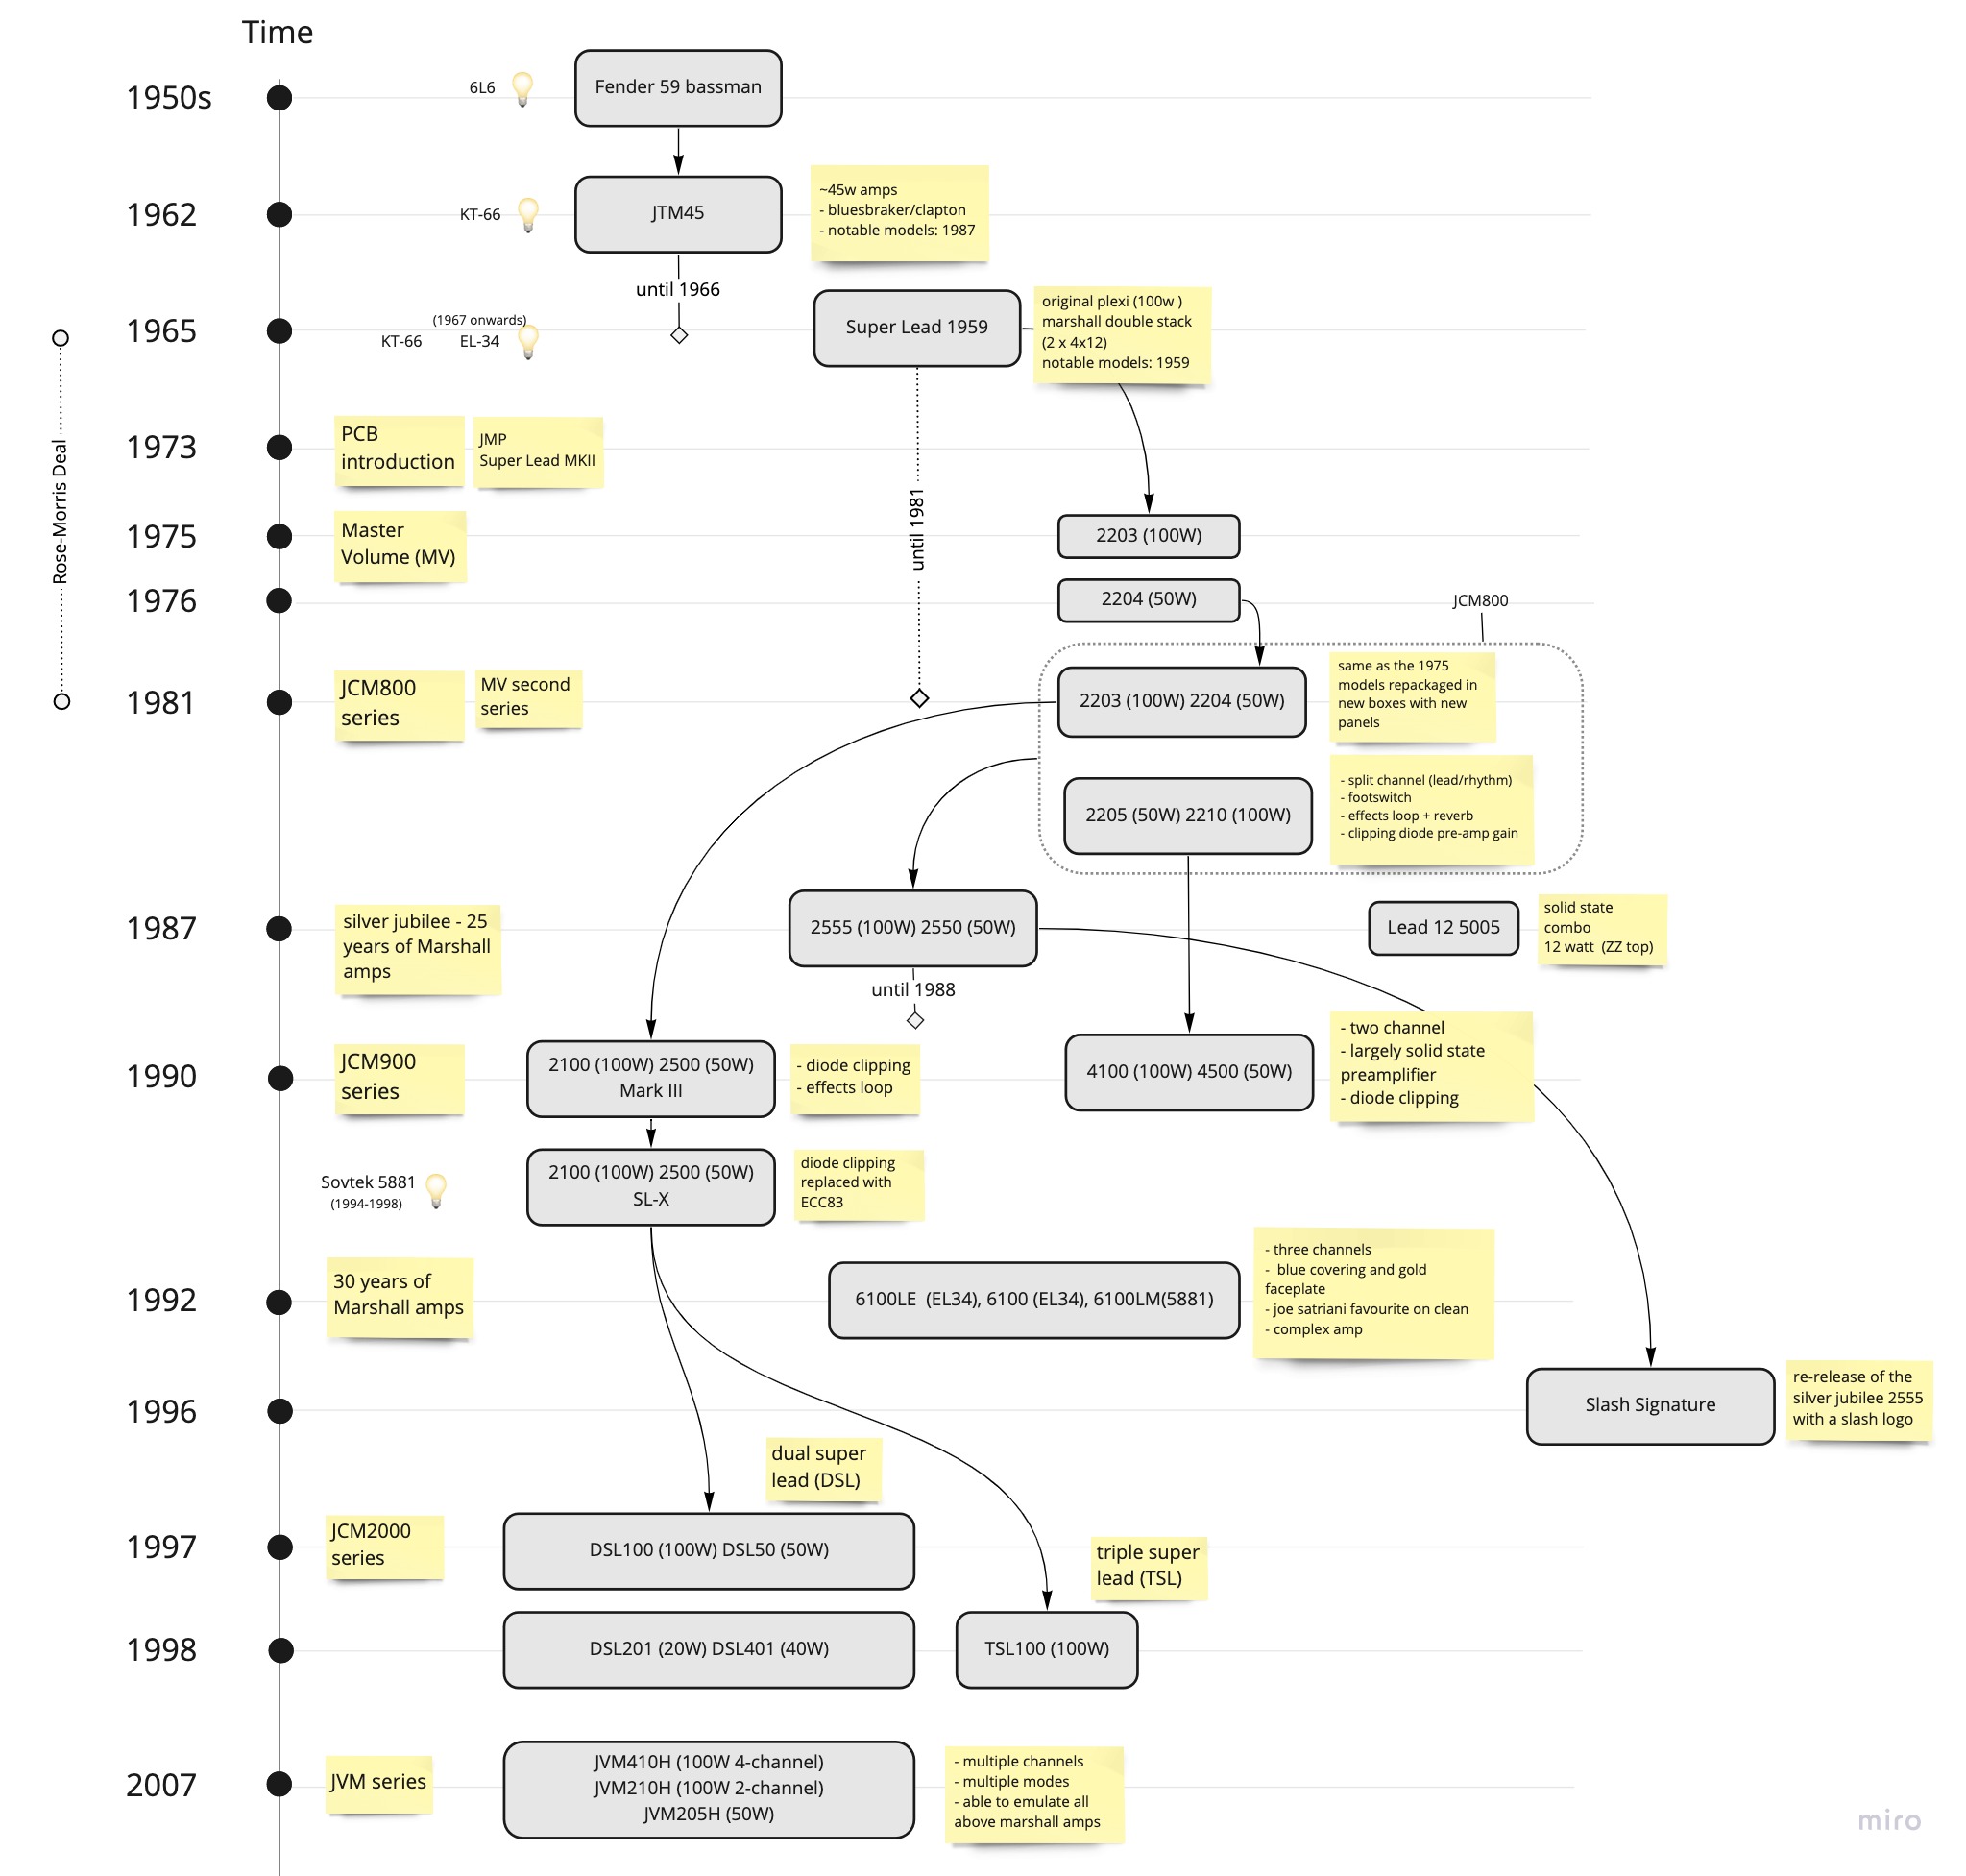 Time
1950s
6L6
Fender 59 bassman
1962
KT-66
JTM45
~45w amps
- bluesbraker/clapton
- notable models: 1987
until 1966
1965
(1967 onwards)
KT-66 EL-34
Super Lead 1959
original plexi (100w )
marshall double stack
(2 x 4x12)
notable models: 1959
Rose-Morris Deal
1973
PCB
introduction
JMP
Super Lead MKII
until 1981
1975
Master
Volume (MV)
2203 (100W)
1976
2204 (50W)
JCM800
1981
JCM800
series
MV second
series
2203 (100W) 2204 (50W)
same as the 1975
models repackaged in
new boxes with new
panels
2205 (50W) 2210 (100W)
- split channel (lead/rhythm)
- footswitch
- effects loop + reverb
- clipping diode pre-amp gain
1987
silver jubilee - 25
years of Marshall
amps
2555 (100W) 2550 (50W)
Lead 12 5005
solid state
combo
12 watt (ZZ top)
until 1988
1990
JCM900
series
2100 (100W) 2500 (50W)
Mark III
- diode clipping
- effects loop
4100 (100W) 4500 (50W)
- two channel
- largely solid state
preamplifier
- diode clipping
Sovtek 5881
(1994-1998)
2100 (100W) 2500 (50W)
SL-X
diode clipping
replaced with
ECC83
1992
30 years of
Marshall amps
6100LE (EL34), 6100 (EL34), 6100LM(5881)
- three channels
- blue covering and gold
faceplate
- joe satriani favourite on clean
- complex amp
1996
Slash Signature
re-release of the
silver jubilee 2555
with a slash logo
dual super
lead (DSL)
1997
JCM2000
series
DSL100 (100W) DSL50 (50W)
triple super
lead (TSL)
1998
DSL201 (20W) DSL401 (40W)
TSL100 (100W)
2007
JVM series
JVM410H (100W 4-channel)
JVM210H (100W 2-channel)
JVM205H (50W)
- multiple channels
- multiple modes
- able to emulate all
above marshall amps
miro